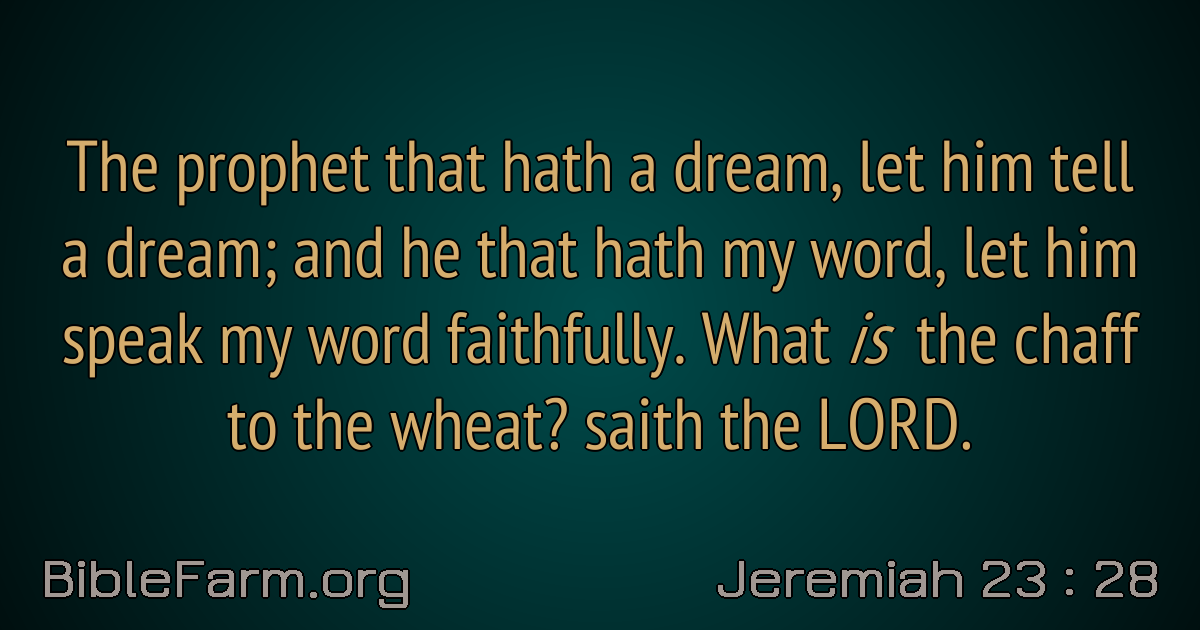 The prophet that hath a dream, let him tell
a dream; and he that hath my word, let him
speak my word faithfully. What is the chaff
to the wheat? saith the LORD.
BibleFarm.org
Jeremiah 23 : 28